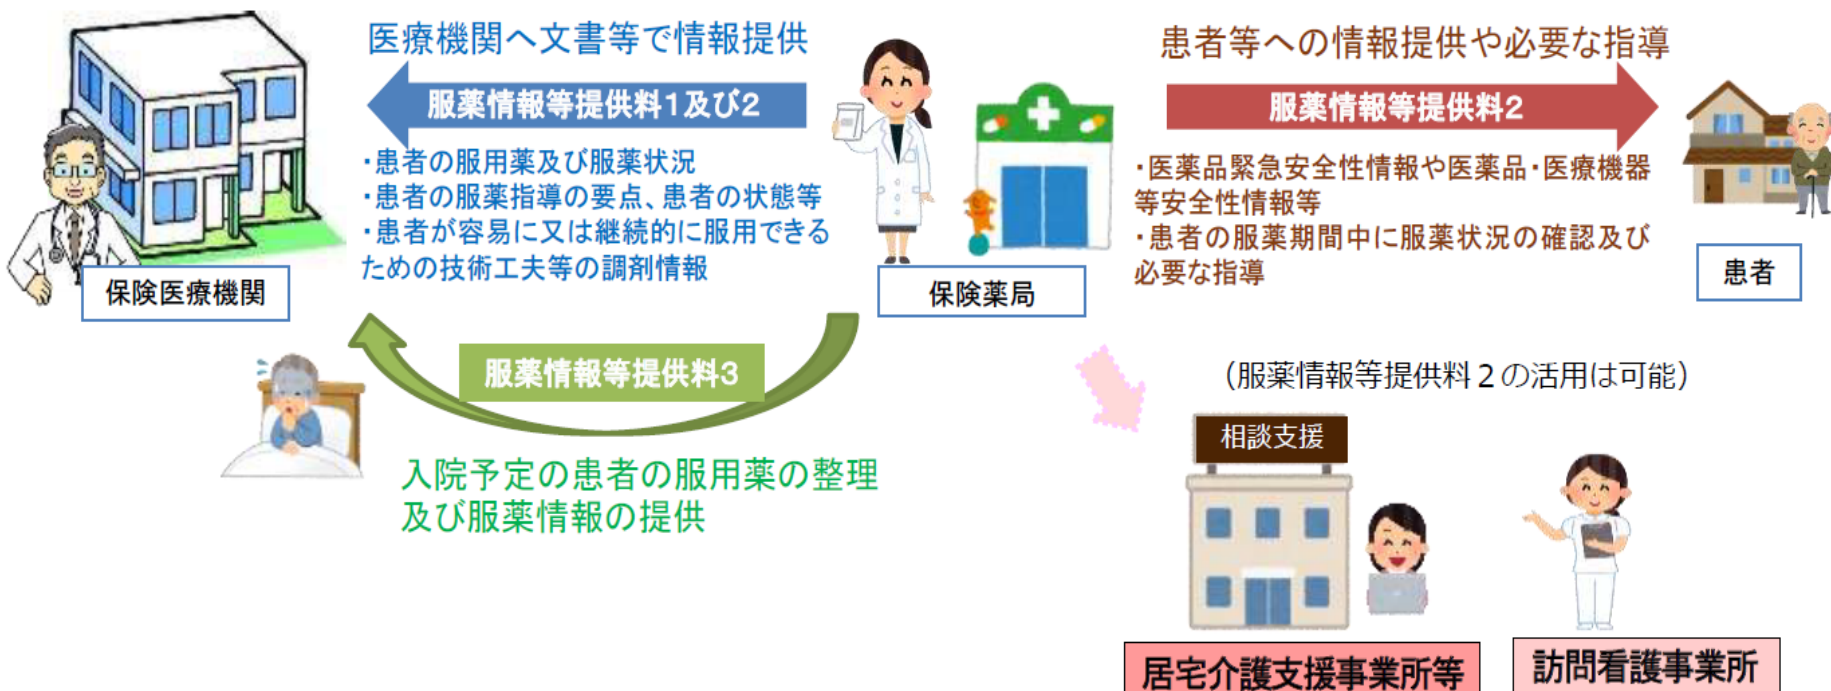 医療機関へ文書等で情報提供
服薬情報等提供料1及び2
・患者の服用薬及び服薬状況
・患者の服薬指導の要点、患者の状態等
・患者が容易に又は継続的に服用できる
ための技術工夫等の調剤情報
保険医療機関
保険薬局
患者等への情報提供や必要な指導
服薬情報等提供料2
・医薬品緊急安全性情報や医薬品・医療機器
等安全性情報等
・患者の服薬期間中に服薬状況の確認及び
必要な指導
患者
服薬情報等提供料3
入院予定の患者の服用薬の整理
及び服薬情報の提供
（服薬情報等提供料２の活用は可能）
相談支援
居宅介護支援事業所等
訪問看護事業所